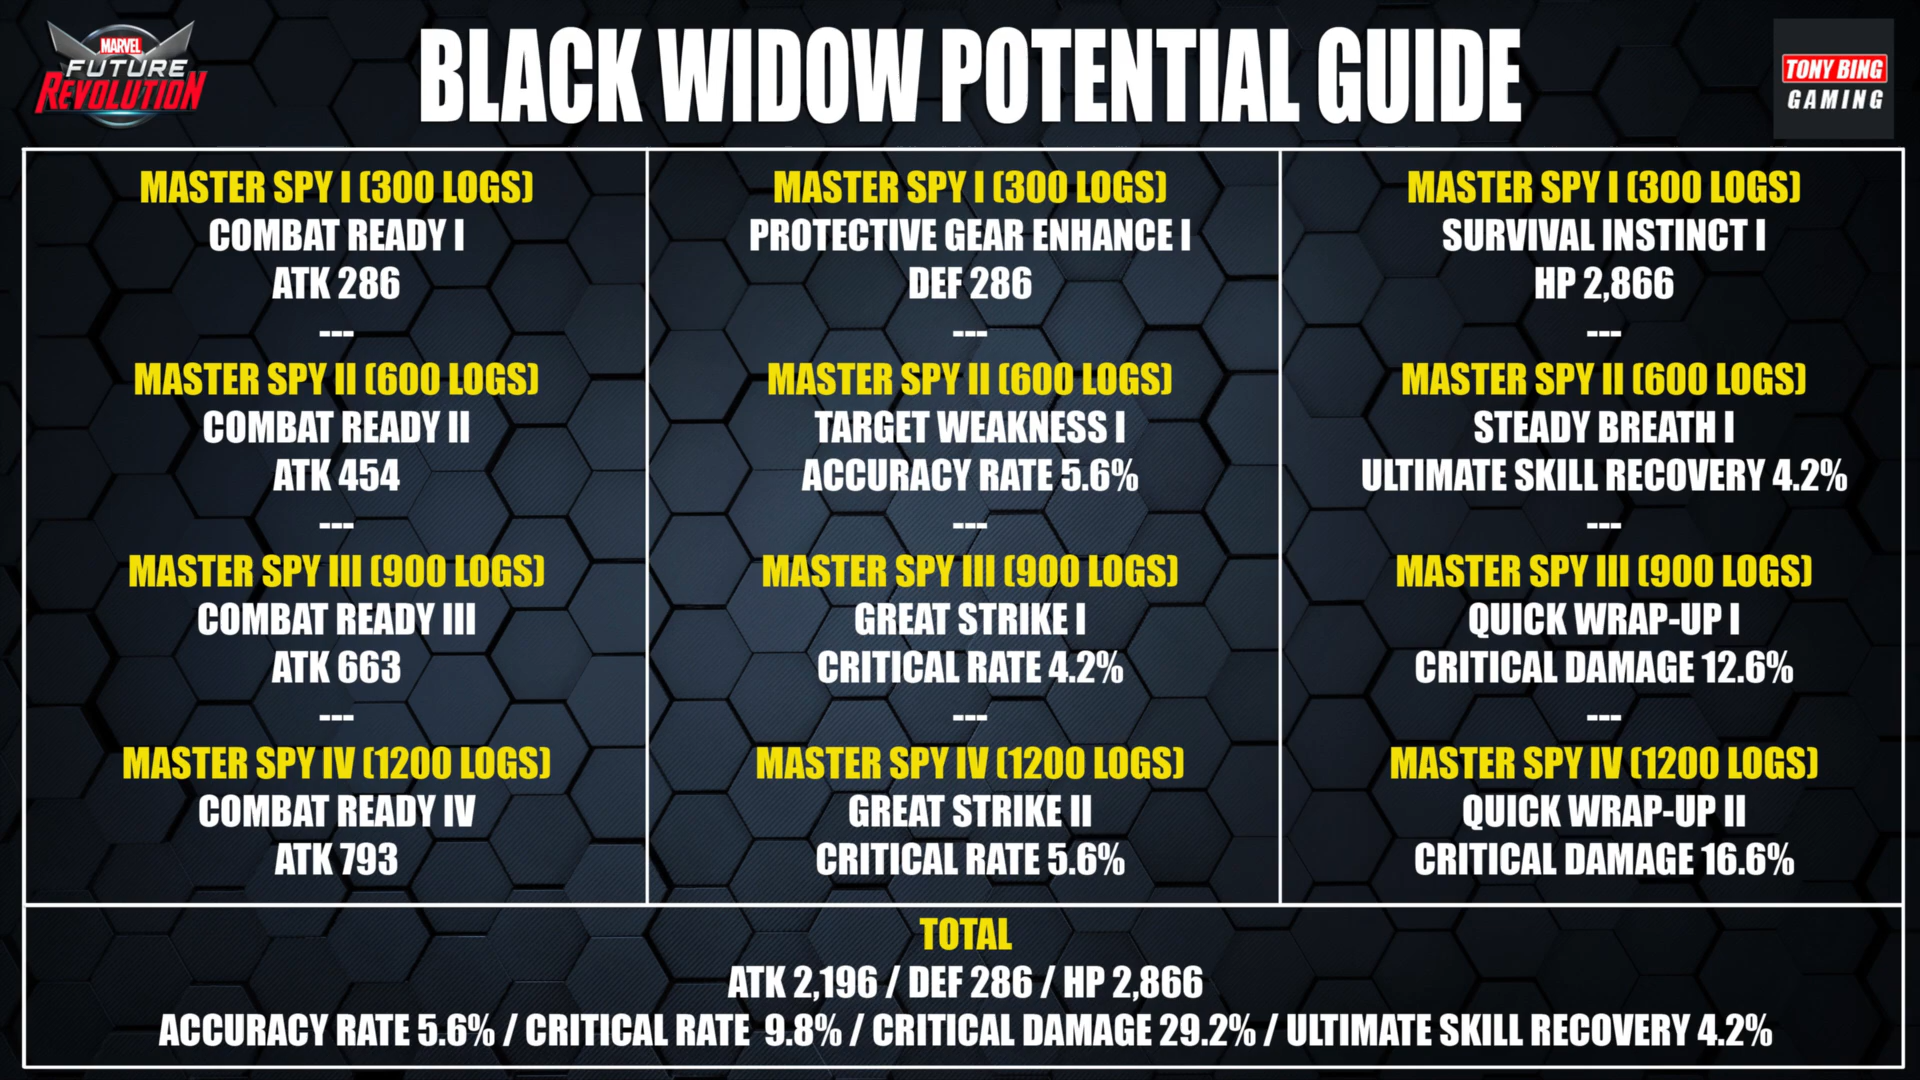 MARVEL
FUTURE
REVOLUTION
BLACK WIDOW POTENTIAL GUIDE
TONY BING
GAMING
MASTER SPY I (300 LOGS)
COMBAT READY I
ATK 286
---
MASTER SPY II (600 LOGS)
COMBAT READY II
ATK 454
---
MASTER SPY III (900 LOGS)
COMBAT READY III
ATK 663
---
MASTER SPY IV (1200 LOGS)
COMBAT READY IV
ATK 793
MASTER SPY I (300 LOGS)
PROTECTIVE GEAR ENHANCE I
DEF 286
---
MASTER SPY II (600 LOGS)
TARGET WEAKNESS I
ACCURACY RATE 5.6%
---
MASTER SPY III (900 LOGS)
GREAT STRIKE I
CRITICAL RATE 4.2%
---
MASTER SPY IV (1200 LOGS)
GREAT STRIKE II
CRITICAL RATE 5.6%
MASTER SPY I (300 LOGS)
SURVIVAL INSTINCT I
HP 2,866
---
MASTER SPY II (600 LOGS)
STEADY BREATH I
ULTIMATE SKILL RECOVERY 4.2%
---
MASTER SPY III (900 LOGS)
QUICK WRAP-UP I
CRITICAL DAMAGE 12.6%
---
MASTER SPY IV (1200 LOGS)
QUICK WRAP-UP II
CRITICAL DAMAGE 16.6%
TOTAL
ATK 2,196 / DEF 286 / HP 2,866
ACCURACY RATE 5.6% / CRITICAL RATE 9.8% / CRITICAL DAMAGE 29.2% / ULTIMATE SKILL RECOVERY 4.2%